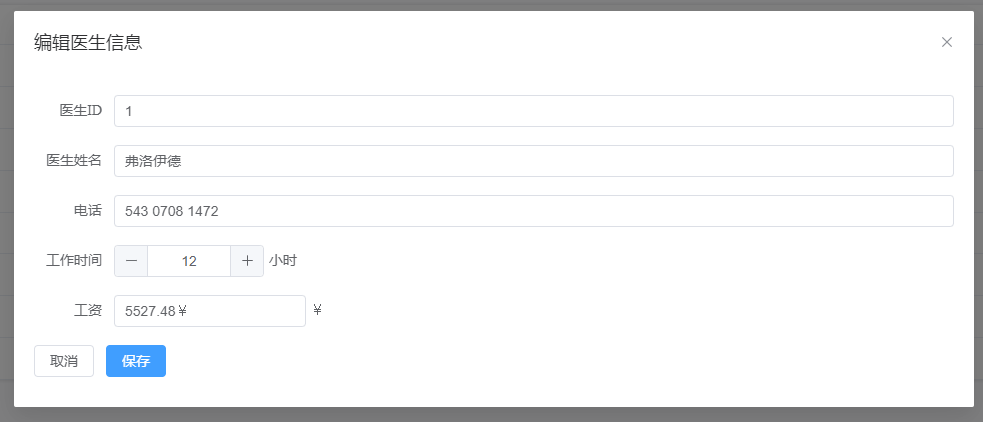 编辑医生信息
医生ID 1
医生姓名 弗洛伊德
电话 543 0708 1472
工作时间 12 小时
工资 5527.48￥ ￥
取消 保存